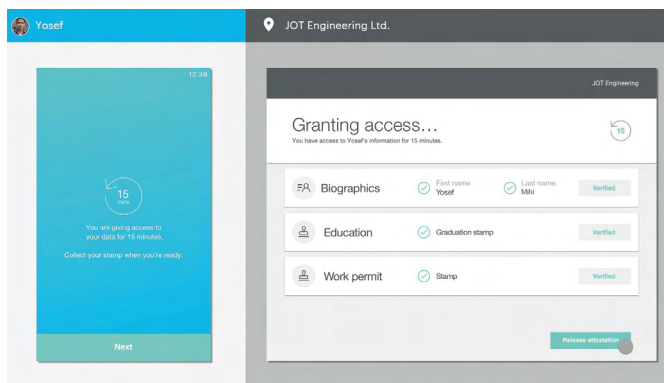 Yosef
JOT Engineering Ltd.
12:38
15
mins
You are giving access to
your data for 15 minutes.
Collect your stamp when you're ready.
Next
JOT Engineering
Granting access...
You have access to Yosef's information for 15 minutes.
15
Biographics
First name
Yosef
Last name
Mihi
Verified
Education
Graduation stamp
Verified
Work permit
Stamp
Verified
Release attestation